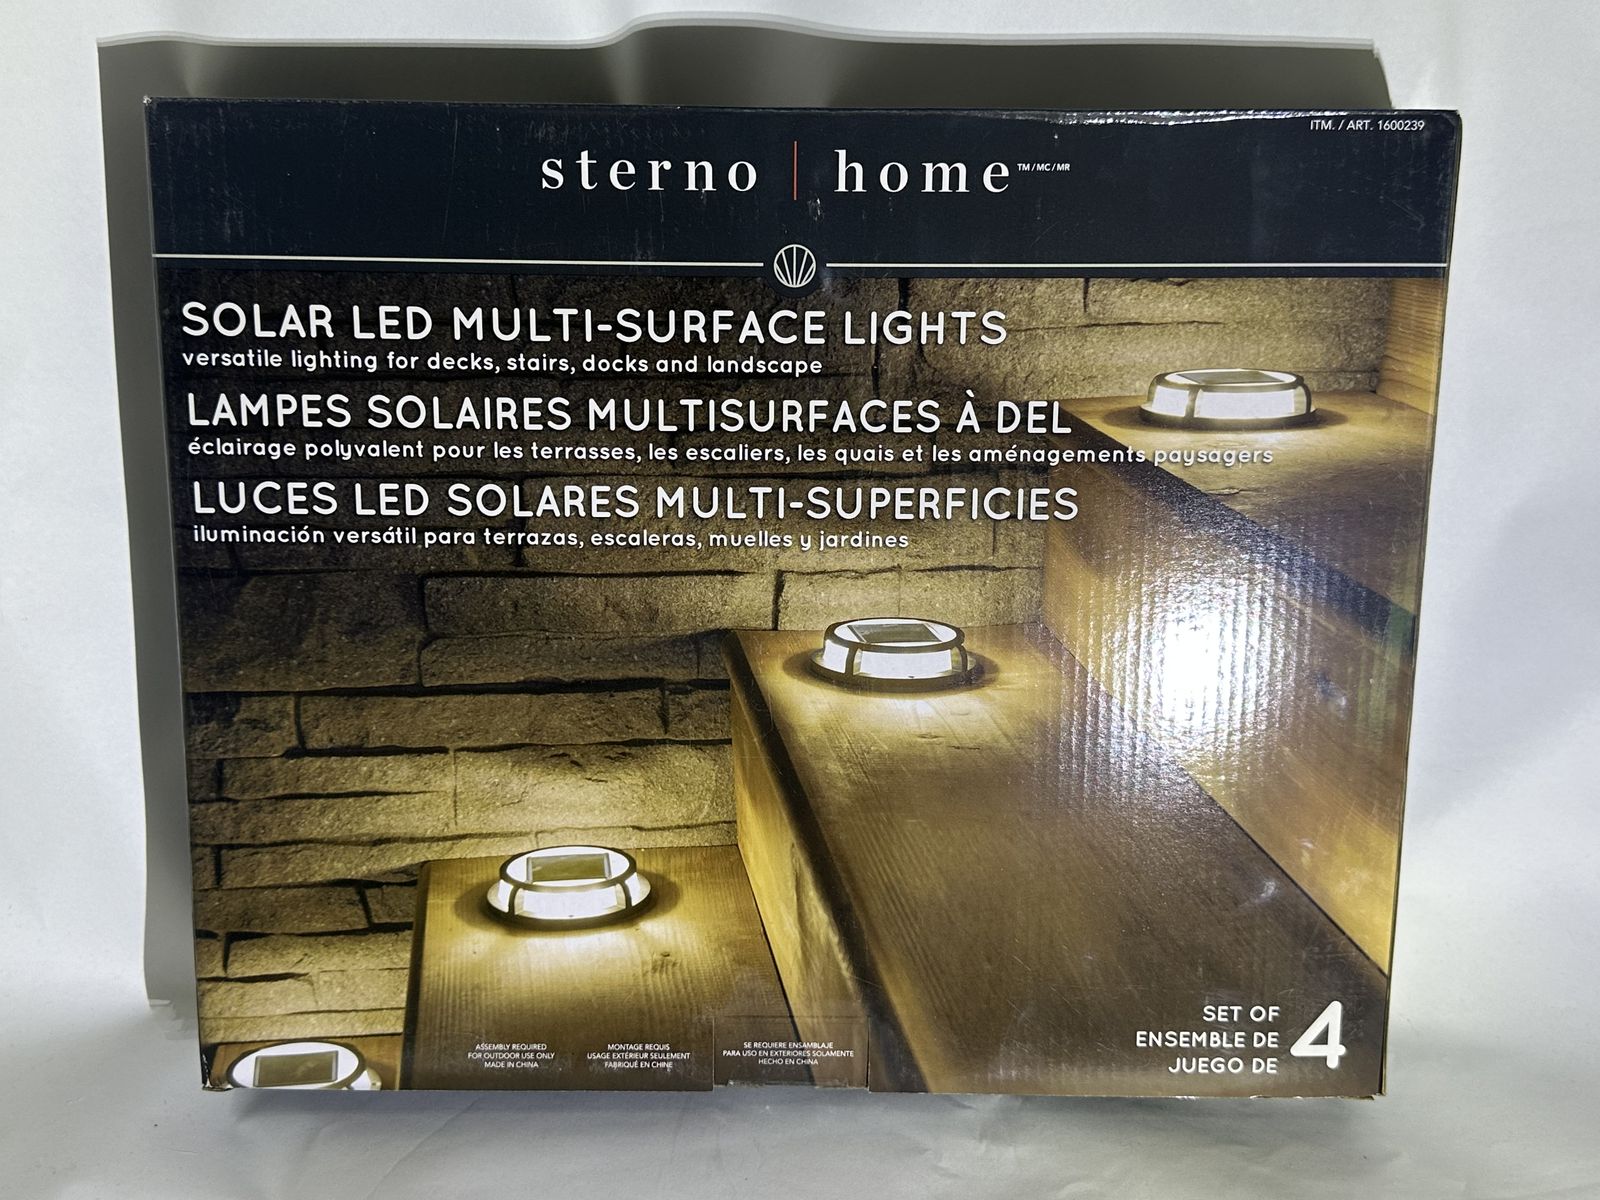 ITM. / ART. 1600239
sterno | home TM/MC/MR
SOLAR LED MULTI-SURFACE LIGHTS
versatile lighting for decks, stairs, docks and landscape
LAMPES SOLAIRES MULTISURFACES À DEL
éclairage polyvalent pour les terrasses, les escaliers, les quais et les aménagements paysagers
LUCES LED SOLARES MULTI-SUPERFICIES
iluminación versátil para terrazas, escaleras, muelles y jardines
ASSEMBLY REQUIRED
FOR OUTDOOR USE ONLY
MADE IN CHINA
MONTAGE REQUIS
USAGE EXTÉRIEUR SEULEMENT
FABRIQUÉ EN CHINE
SE REQUIERE ENSAMBLAJE
PARA USO EN EXTERIORES SOLAMENTE
HECHO EN CHINA
SET OF
ENSEMBLE DE
JUEGO DE
4